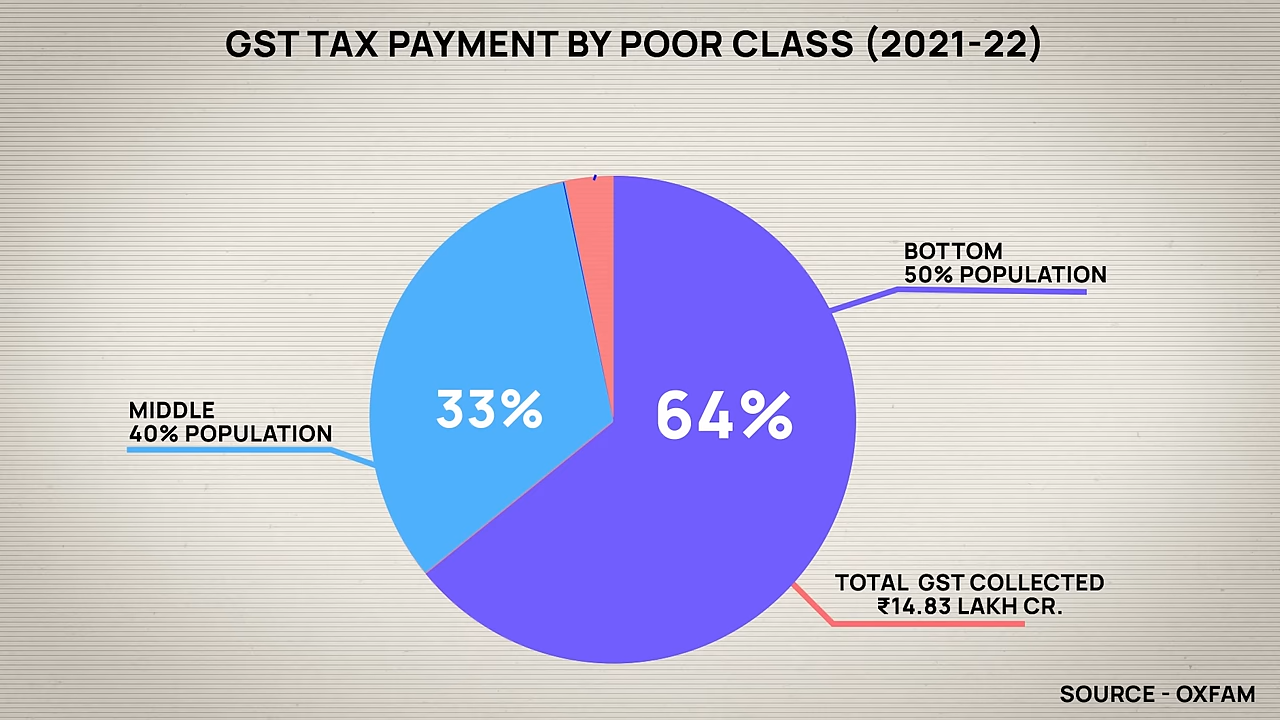 GST TAX PAYMENT BY POOR CLASS (2021-22)
BOTTOM
50% POPULATION
33%
64%
MIDDLE
40% POPULATION
TOTAL GST COLLECTED
₹14.83 LAKH CR.
SOURCE - OXFAM